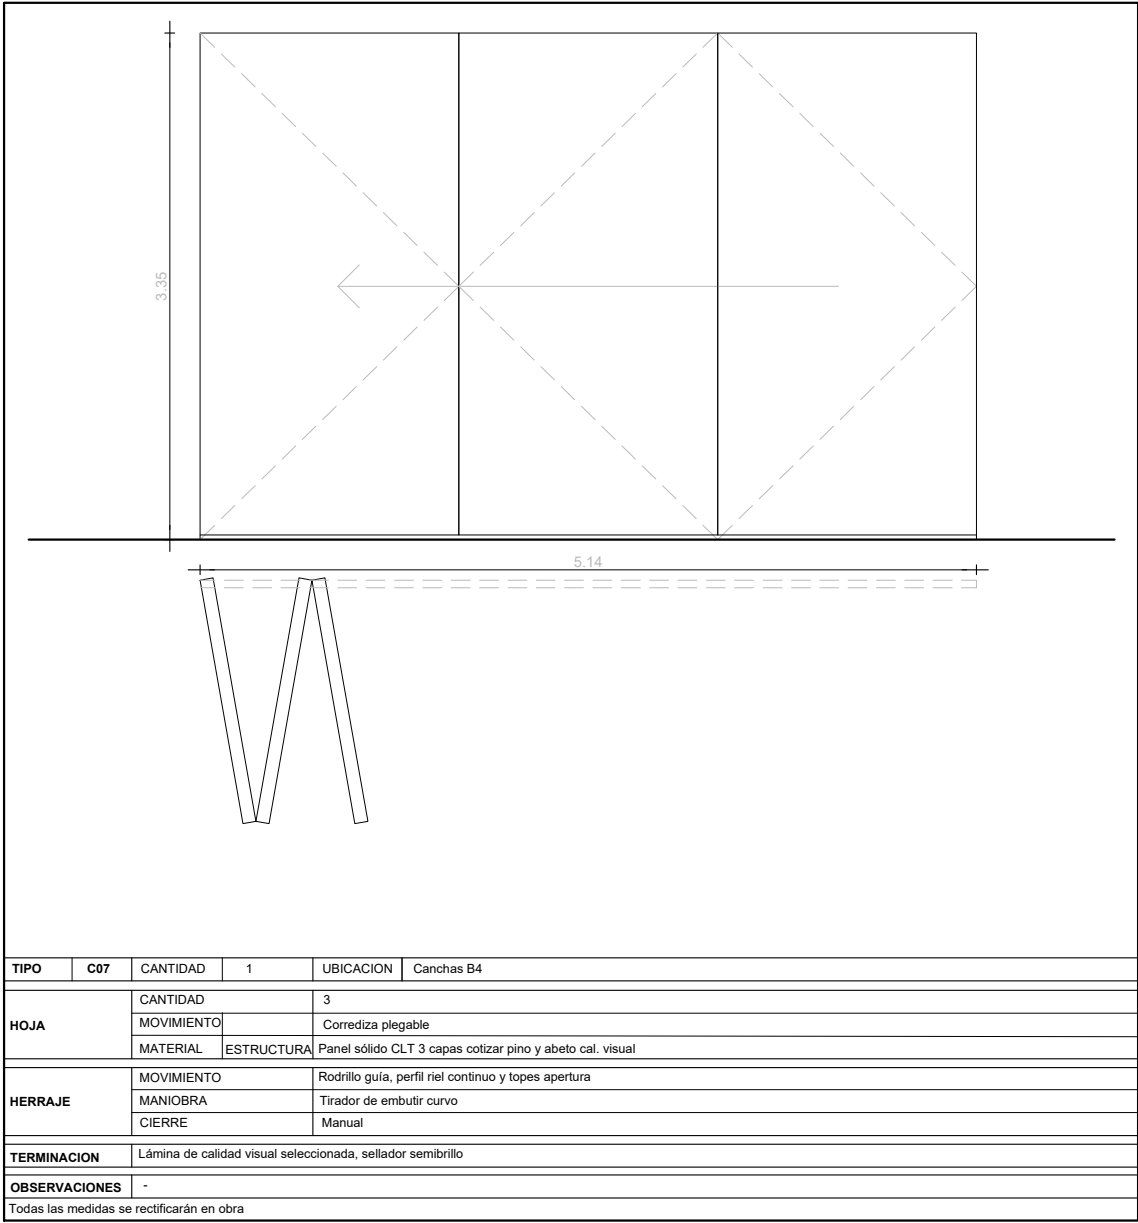 3.35
5.14
TIPO C07 CANTIDAD 1 UBICACION Canchas B4
HOJA
CANTIDAD 3
MOVIMIENTO Corrediza plegable
MATERIAL ESTRUCTURA Panel sólido CLT 3 capas cotizar pino y abeto cal. visual
HERRAJE
MOVIMIENTO Rodrillo guía, perfil riel continuo y topes apertura
MANIOBRA Tirador de embutir curvo
CIERRE Manual
TERMINACION Lámina de calidad visual seleccionada, sellador semibrillo
OBSERVACIONES -
Todas las medidas se rectificarán en obra